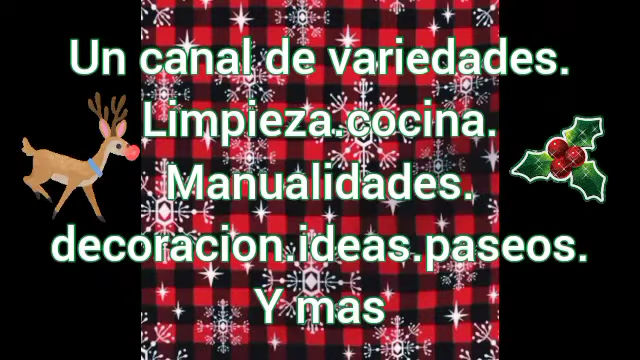 Un canal de variedades.
Limpieza.cocina.
Manualidades.
decoracion.ideas.paseos.
Y mas